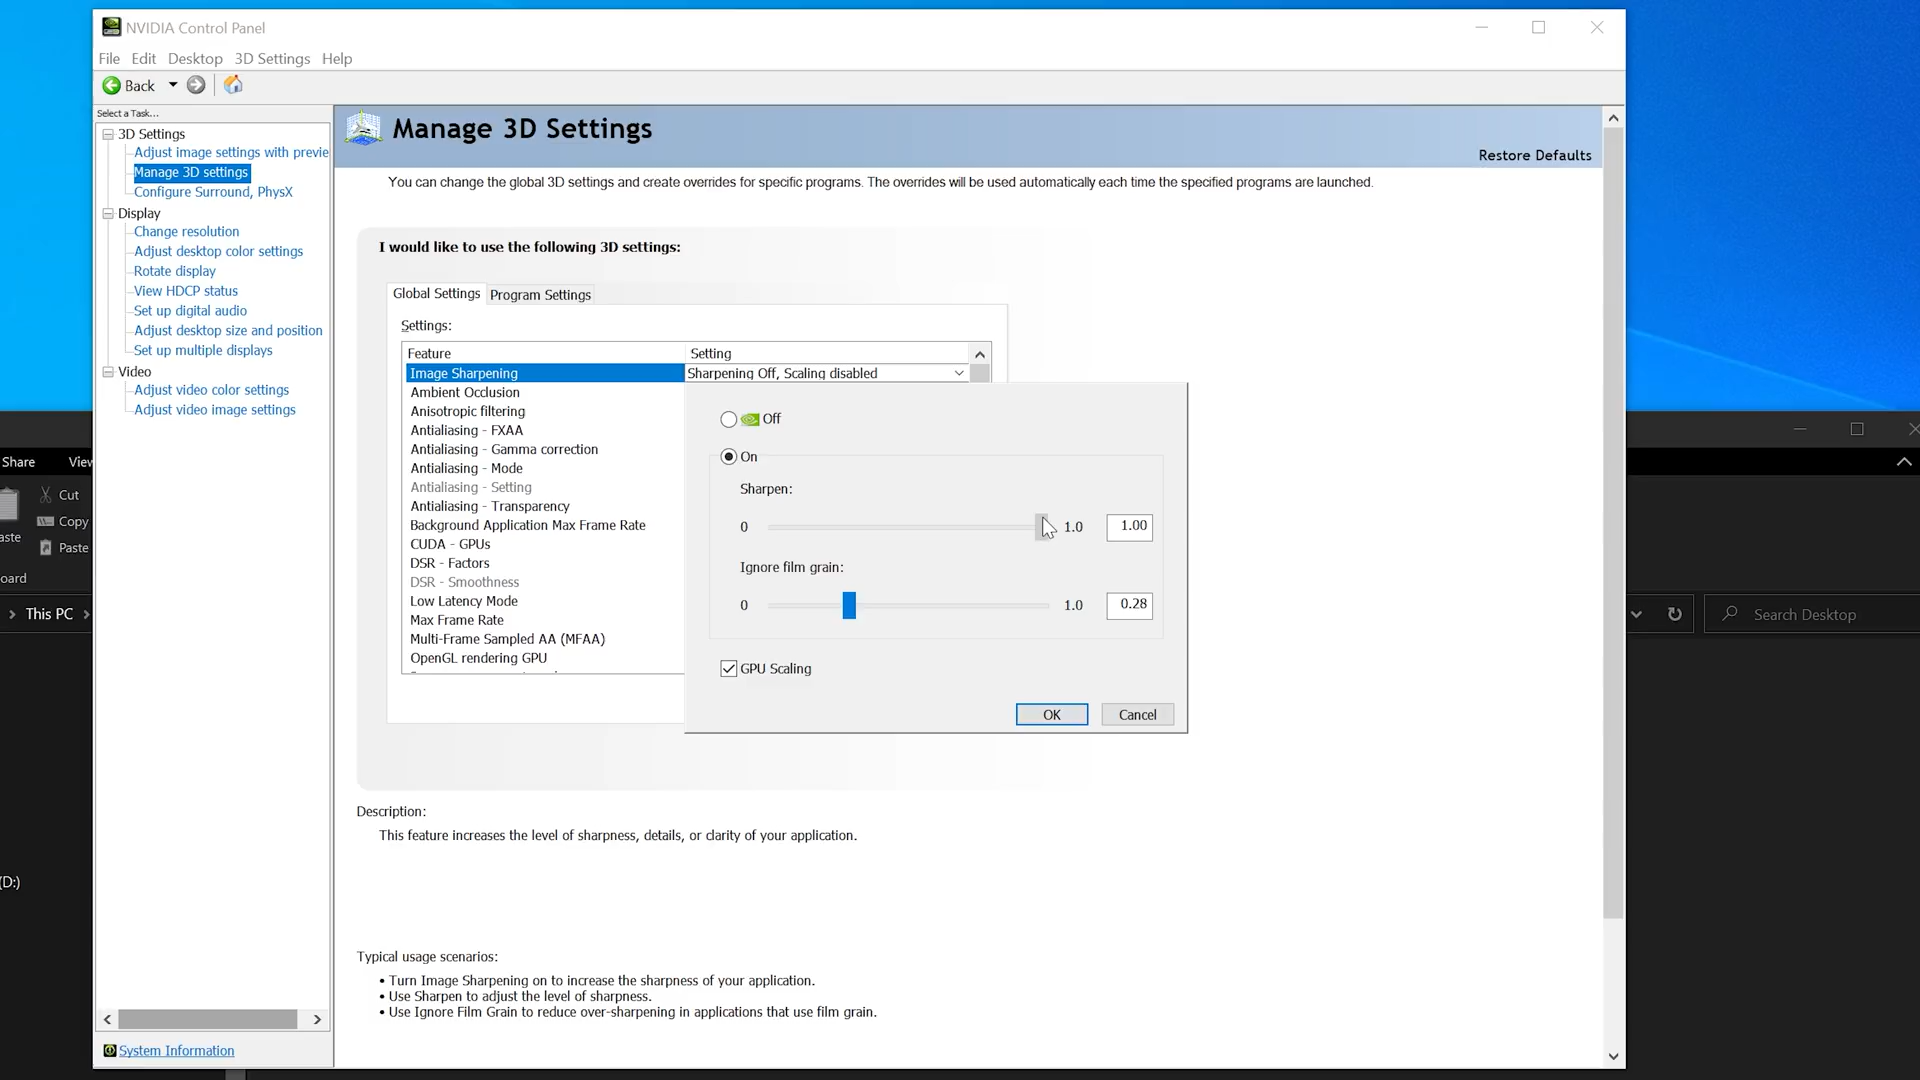 NVIDIA Control Panel
File Edit Desktop 3D Settings Help
Back
Select a Task...
3D Settings
Adjust image settings with previe
Manage 3D settings
Configure Surround, PhysX
Display
Change resolution
Adjust desktop color settings
Rotate display
View HDCP status
Set up digital audio
Adjust desktop size and position
Set up multiple displays
Video
Adjust video color settings
Adjust video image settings
System Information
Manage 3D Settings
Restore Defaults
You can change the global 3D settings and create overrides for specific programs. The overrides will be used automatically each time the specified programs are launched.
I would like to use the following 3D settings:
Global Settings Program Settings
Settings:
Feature Setting
Image Sharpening Sharpening Off, Scaling disabled
Ambient Occlusion
Anisotropic filtering
Antialiasing - FXAA
Antialiasing - Gamma correction
Antialiasing - Mode
Antialiasing - Setting
Antialiasing - Transparency
Background Application Max Frame Rate
CUDA - GPUs
DSR - Factors
DSR - Smoothness
Low Latency Mode
Max Frame Rate
Multi-Frame Sampled AA (MFAA)
OpenGL rendering GPU
Off
On
Sharpen:
0 1.0 1.00
Ignore film grain:
0 1.0 0.28
GPU Scaling
OK Cancel
Description:
This feature increases the level of sharpness, details, or clarity of your application.
Typical usage scenarios:
• Turn Image Sharpening on to increase the sharpness of your application.
• Use Sharpen to adjust the level of sharpness.
• Use Ignore Film Grain to reduce over-sharpening in applications that use film grain.
Share View
Cut
Copy
aste Paste
oard
This PC
(D:)
Search Desktop